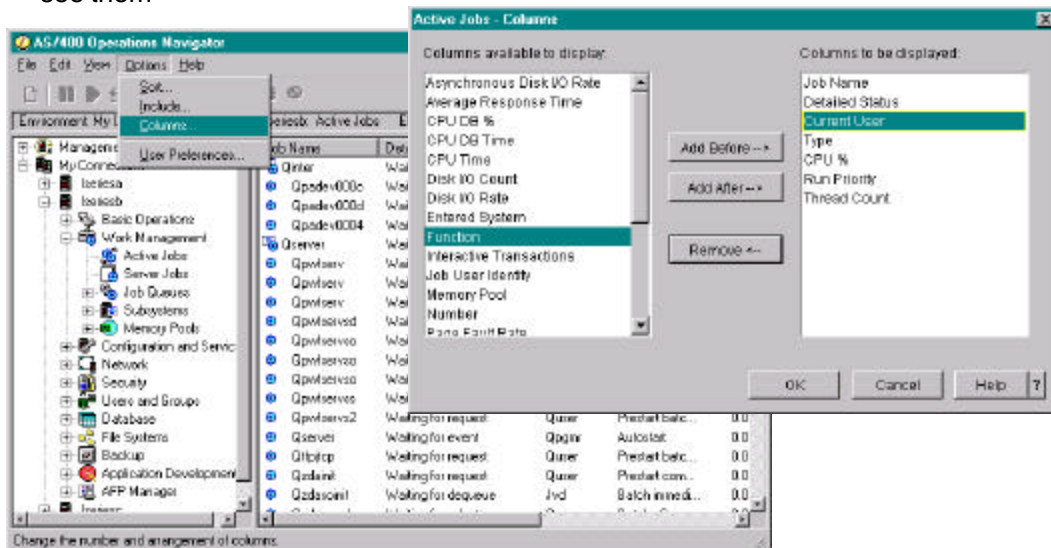 see them
AS/400 Operations Navigator
File Edit View Options Help
Sort...
Include...
Columns...
User Preferences...
Environment: My
Active Jobs
Job Name
Management
My Connections
Iseriesa
Iseriesb
Basic Operations
Work Management
Active Jobs
Server Jobs
Job Queues
Subsystems
Memory Pools
Configuration and Servic
Network
Security
Users and Groups
Database
File Systems
Backup
Application Development
AFP Manager
Qinter
Qpadev000c
Qpadev000d
Qpadev0004
Qserver
Qpwfserv
Qpwfserv
Qpwfserv
Qpwfservsd
Qpwfservso
Qpwfservso
Qpwfservso
Qpwfservss
Qpwfservs2 Waiting for request Quser Prestart batc... 0.0
Qserver Waiting for event Qpgmr Autostart 0.0
Waiting for request Quser Prestart batc... 0.0
Qzdainit Waiting for request Quser Prestart com... 0.0
Qzdasoinit Waiting for dequeue Jvd Batch immedi... 0.0
Change the number and arrangement of columns.
Active Jobs - Columns
Columns available to display:
Asynchronous Disk I/O Rate
Average Response Time
CPU DB %
CPU DB Time
CPU Time
Disk I/O Count
Disk I/O Rate
Entered System
Function
Interactive Transactions
Job User Identity
Memory Pool
Number
Page Fault Rate
Add Before -->
Add After -->
Remove <--
Columns to be displayed:
Job Name
Detailed Status
Current User
Type
CPU %
Run Priority
Thread Count
OK Cancel Help ?